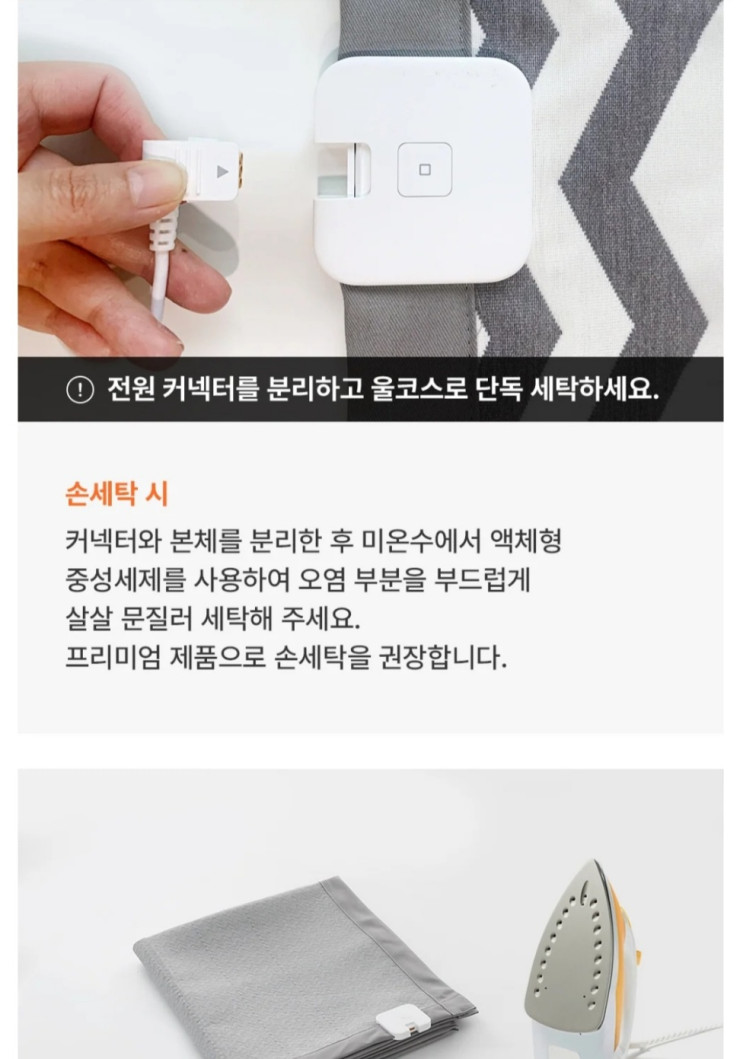 전원 커넥터를 분리하고 울코스로 단독 세탁하세요.
손세탁 시
커넥터와 본체를 분리한 후 미온수에서 액체형
중성세제를 사용하여 오염 부분을 부드럽게
살살 문질러 세탁해 주세요.
프리미엄 제품으로 손세탁을 권장합니다.